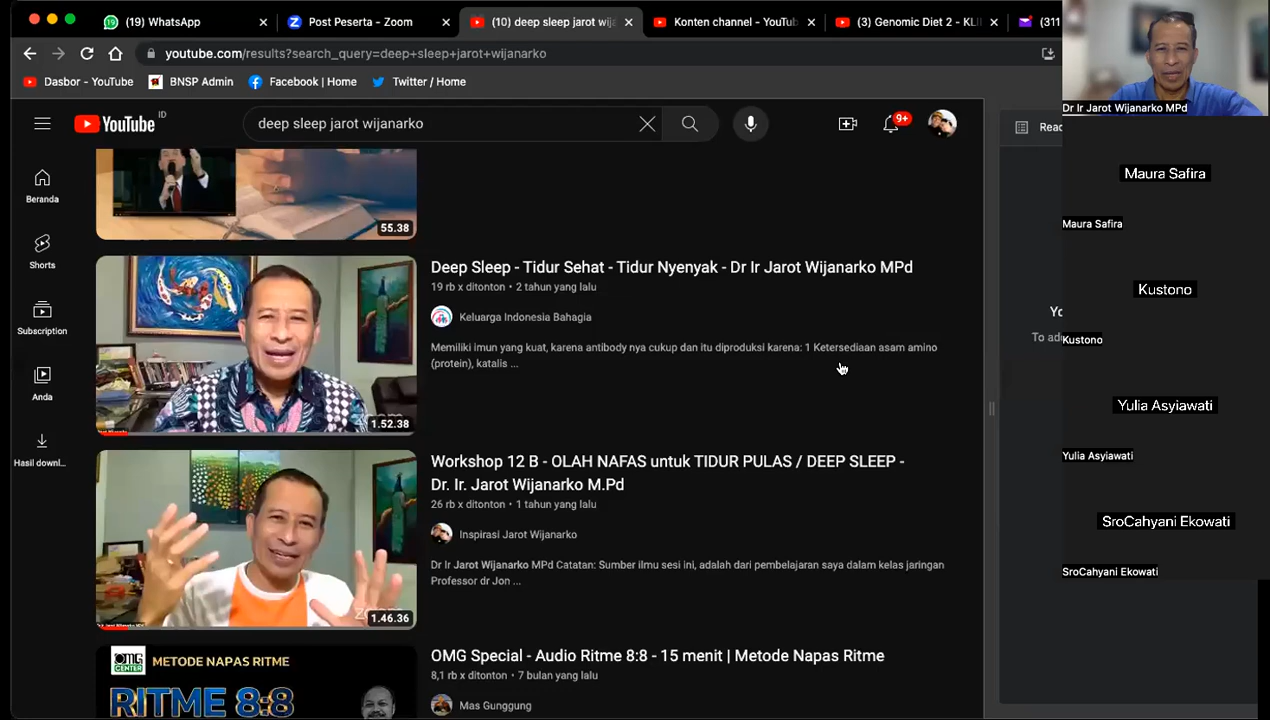 (19) WhatsApp
Post Peserta - Zoom
(10) deep sleep jarot wij
Konten channel - YouTub
(3) Genomic Diet 2 - KLI
(311
youtube.com/results?search_query=deep+sleep+jarot+wijanarko
Dasbor - YouTube
BNSP Admin
Facebook | Home
Twitter / Home
Dr Ir Jarot Wijanarko MPd
YouTube ID
deep sleep jarot wijanarko
9+
Read
Beranda
Shorts
Subscription
Anda
Hasil downl...
55.38
Deep Sleep - Tidur Sehat - Tidur Nyenyak - Dr Ir Jarot Wijanarko MPd
19 rb x ditonton • 2 tahun yang lalu
Keluarga Indonesia Bahagia
Memiliki imun yang kuat, karena antibody nya cukup dan itu diproduksi karena: 1 Ketersediaan asam amino
(protein), katalis ...
1.52.38
Workshop 12 B - OLAH NAFAS untuk TIDUR PULAS / DEEP SLEEP -
Dr. Ir. Jarot Wijanarko M.Pd
26 rb x ditonton • 1 tahun yang lalu
Inspirasi Jarot Wijanarko
Dr Ir Jarot Wijanarko MPd Catatan: Sumber ilmu sesi ini, adalah dari pembelajaran saya dalam kelas jaringan
Professor dr Jon ...
1.46.36
OMG CENTER
METODE NAPAS RITME
RITME 8:8
OMG Special - Audio Ritme 8:8 - 15 menit | Metode Napas Ritme
8,1 rb x ditonton • 7 bulan yang lalu
Mas Gunggung
Yo
To ad
Maura Safira
Maura Safira
Kustono
Kustono
Yulia Asyiawati
Yulia Asyiawati
SroCahyani Ekowati
SroCahyani Ekowati